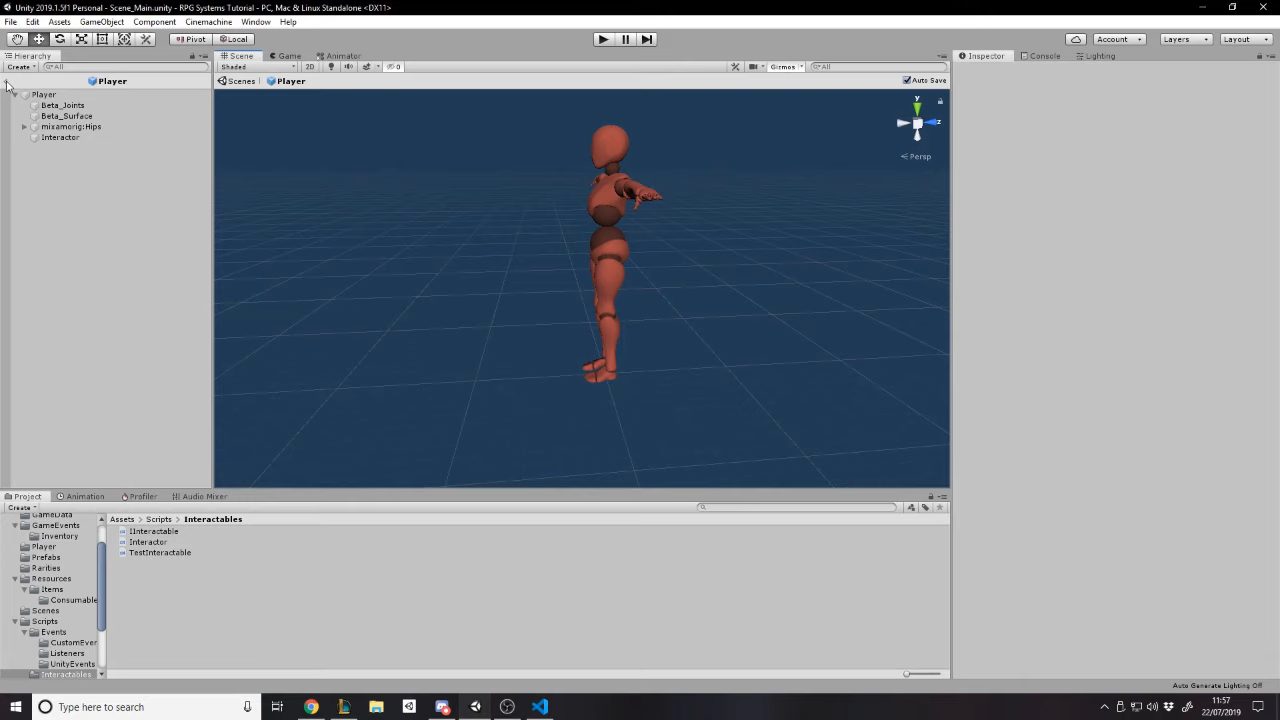 Unity 2019.1.5f1 Personal - Scene_Main.unity - RPG Systems Tutorial - PC, Mac & Linux Standalone <DX11>
File Edit Assets GameObject Component Cinemachine Window Help
Pivot Local Account Layers Layout
Hierarchy Scene Game Animator Inspector Console Lighting
Create All Shaded 2D 0 Gizmos All
Player Scenes Player Auto Save
Player
Beta_Joints
Beta_Surface
mixamorig:Hips
Interactor
y
z
Persp
Project Animation Profiler Audio Mixer
Create
GameData
GameEvents
Inventory
Player
Prefabs
Rarities
Resources
Items
Consumable
Scenes
Scripts
Events
CustomEver
Listeners
UnityEvents
Interactables
Assets Scripts Interactables
IInteractable
Interactor
TestInteractable
Auto Generate Lighting Off
Type here to search
11:57
22/07/2019